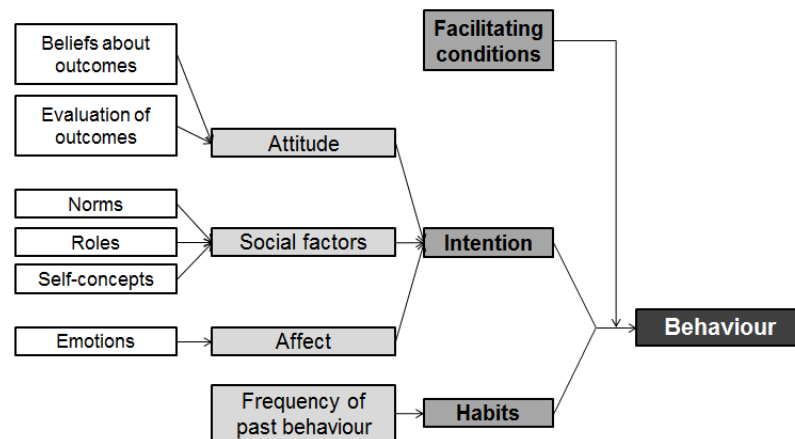 Beliefs about
outcomes
Evaluation of
outcomes
Norms
Roles
Self-concepts
Emotions
Attitude
Social factors
Affect
Frequency of
past behaviour
Facilitating
conditions
Intention
Habits
Behaviour